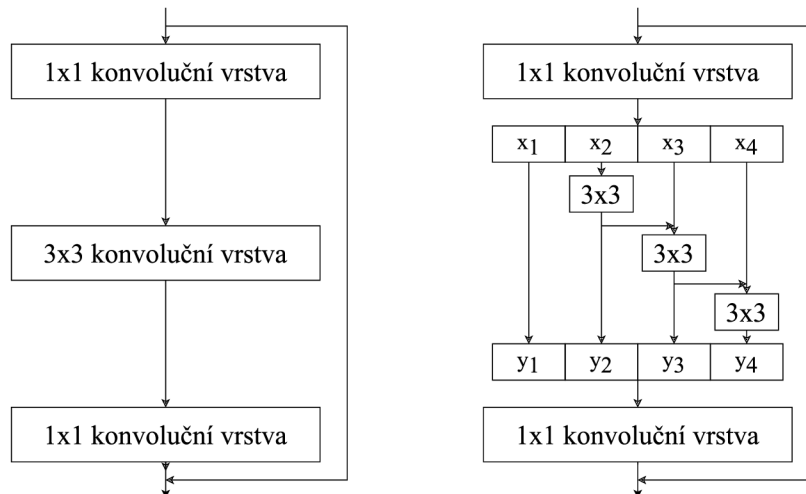 1x1 konvoluční vrstva
3x3 konvoluční vrstva
1x1 konvoluční vrstva
1x1 konvoluční vrstva
x1 x2 x3 x4
3x3
3x3
3x3
y1 y2 y3 y4
1x1 konvoluční vrstva